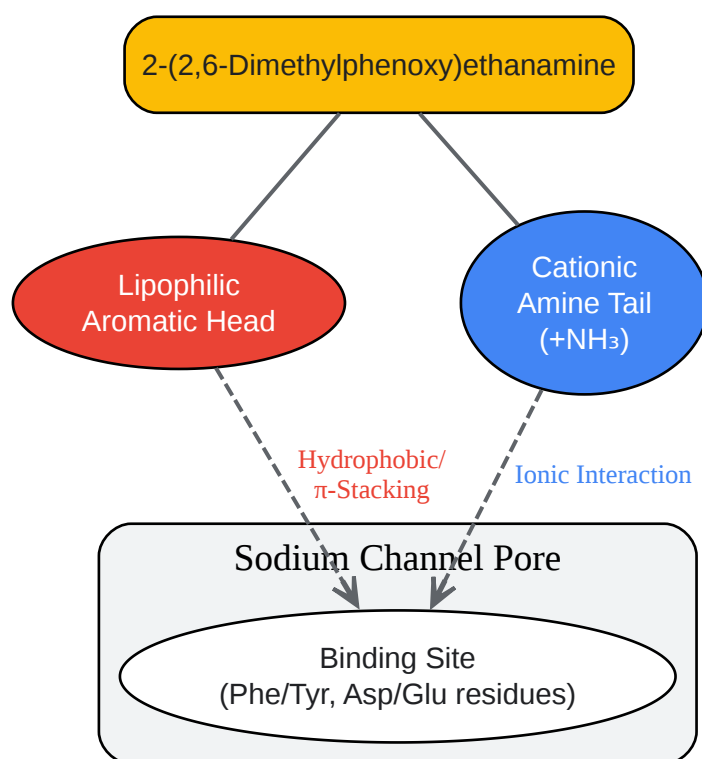 2-(2,6-Dimethylphenoxy)ethanamine
Lipophilic
Aromatic Head
Cationic
Amine Tail
(+NH₃)
Hydrophobic/
π-Stacking
Ionic Interaction
Sodium Channel Pore
Binding Site
(Phe/Tyr, Asp/Glu residues)